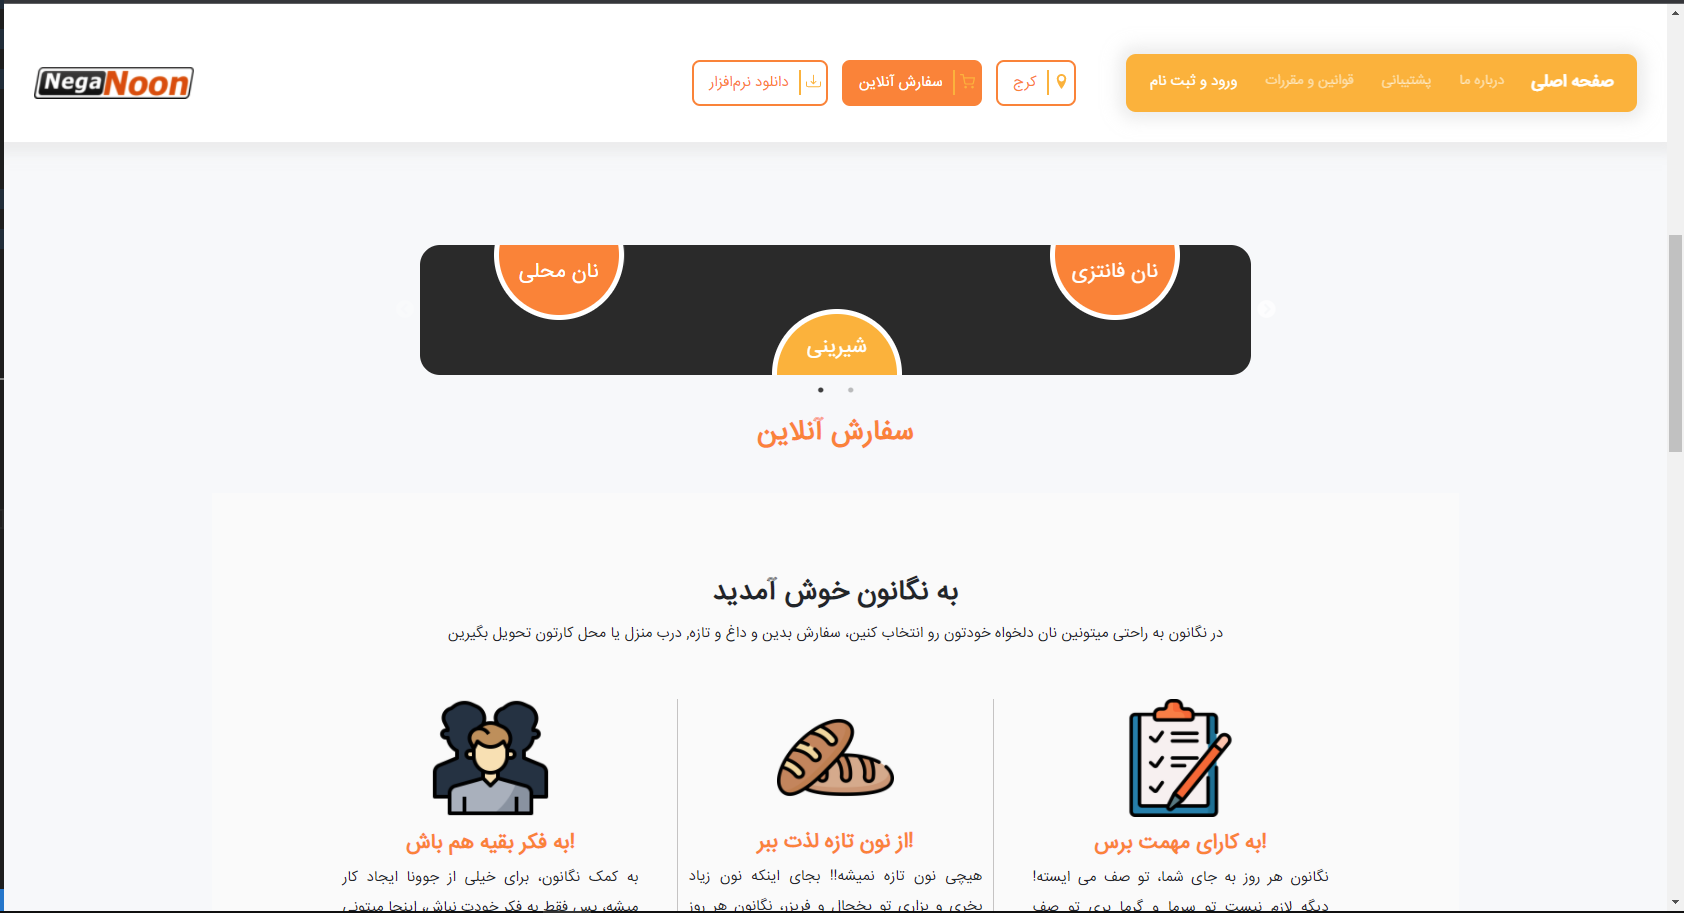 صفحه اصلی
درباره ما
پشتیبانی
قوانین و مقررات
ورود و ثبت نام
کرج
سفارش آنلاین
دانلود نرم‌افزار
NegaNoon
نان فانتزی
شیرینی
نان محلی
سفارش آنلاین
به نگانون خوش آمدید
در نگانون به راحتی میتونین نان دلخواه خودتون رو انتخاب کنین، سفارش بدین و داغ و تازه, درب منزل یا محل کارتون تحویل بگیرین
به کارای مهمت برس!
نگانون هر روز به جای شما، تو صف می ایسته!
دیگه لازم نیست تو سرما و گرما بری تو صف
از نون تازه لذت ببر!
هیچی نون تازه نمیشه!! بجای اینکه نون زیاد
بخری و بزاری تو یخچال و فریزر، نگانون هر روز
به فکر بقیه هم باش!
به کمک نگانون، برای خیلی از جوونا ایجاد کار
میشه، پس فقط به فکر خودت نباش، اینجا میتونی